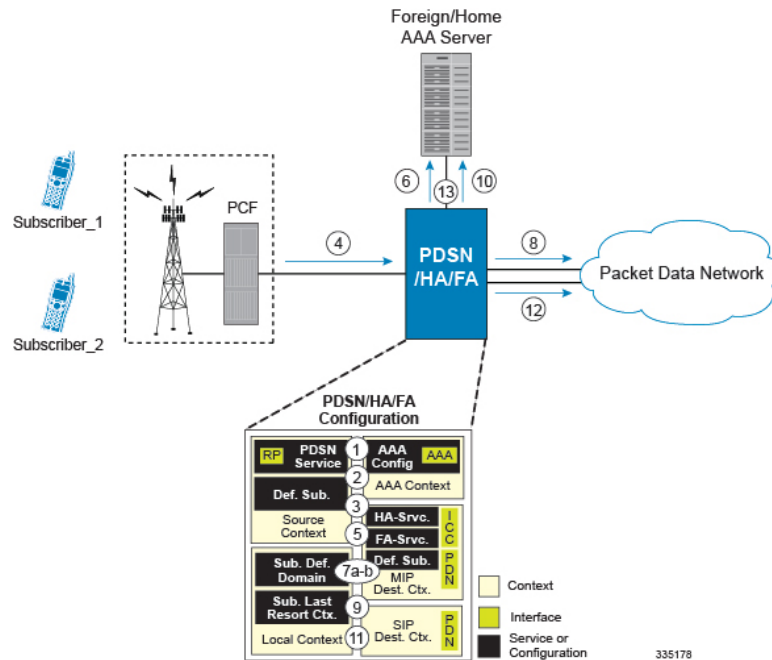 Foreign/Home
AAA Server
Subscriber_1
Subscriber_2
PCF
4
6
13
10
PDSN
/HA/FA
8
12
Packet Data Network
PDSN/HA/FA
Configuration
RP
PDSN
Service
1
AAA
Config
AAA
2
AAA Context
Def. Sub.
3
Source
Context
5
HA-Srvc.
FA-Srvc.
ICC
Def. Sub.
MIP
Dest. Ctx.
PDN
Sub. Def.
Domain
7a-b
Sub. Last
Resort Ctx.
9
Local Context
11
SIP
Dest. Ctx.
PDN
Context
Interface
Service or
Configuration
335178